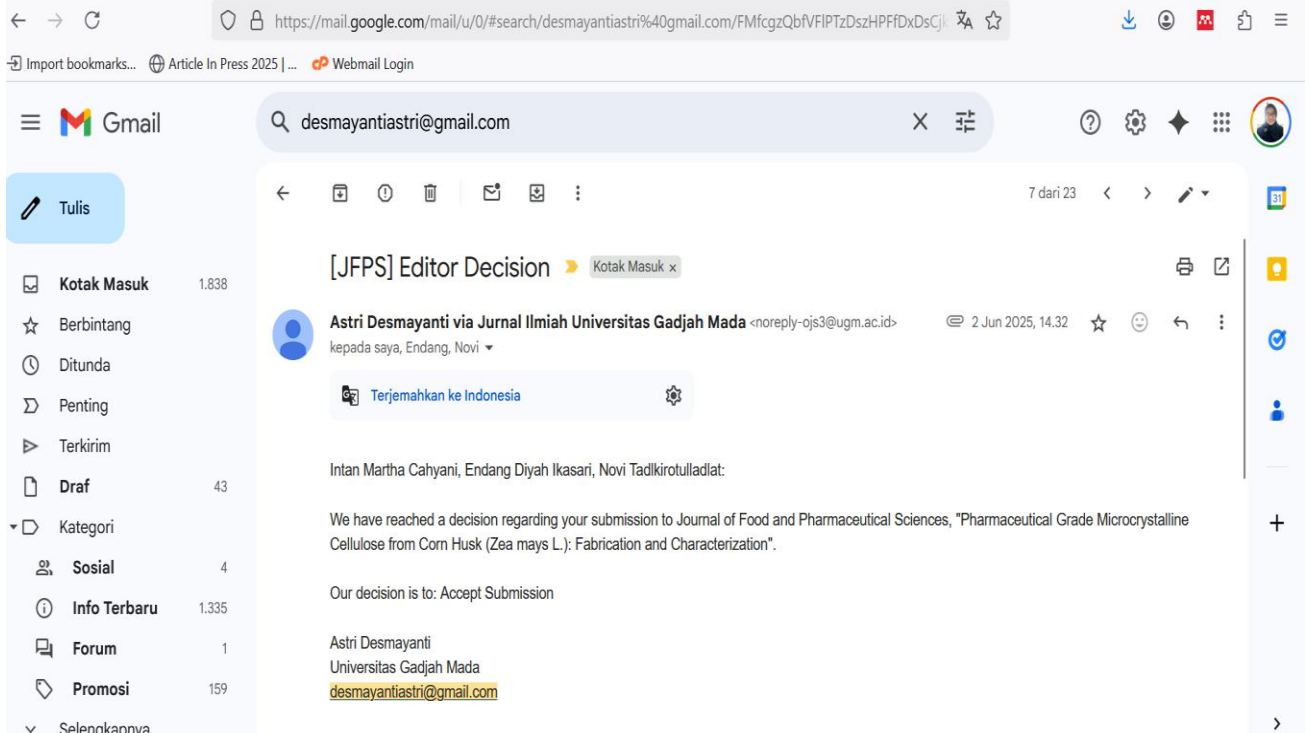 https://mail.google.com/mail/u/0/#search/desmayantiastri%40gmail.com/FMfcgzQbfVFlPTzDszHPFfDxDsCjk
Import bookmarks... Article In Press 2025 | ... Webmail Login
Gmail
desmayantiastri@gmail.com
Tulis
7 dari 23
31
[JFPS] Editor Decision Kotak Masuk x
Kotak Masuk 1.838
Astri Desmayanti via Jurnal Ilmiah Universitas Gadjah Mada <noreply-ojs3@ugm.ac.id> 2 Jun 2025, 14.32
Berbintang
kepada saya, Endang, Novi
Ditunda
Terjemahkan ke Indonesia
Penting
Terkirim
Intan Martha Cahyani, Endang Diyah Ikasari, Novi Tadlkirotulladlat:
Draf 43
We have reached a decision regarding your submission to Journal of Food and Pharmaceutical Sciences, "Pharmaceutical Grade Microcrystalline
Kategori
Cellulose from Corn Husk (Zea mays L.): Fabrication and Characterization".
Sosial 4
Our decision is to: Accept Submission
Info Terbaru 1.335
Astri Desmayanti
Forum 1
Universitas Gadjah Mada
Promosi 159
desmayantiastri@gmail.com
Selengkapnya